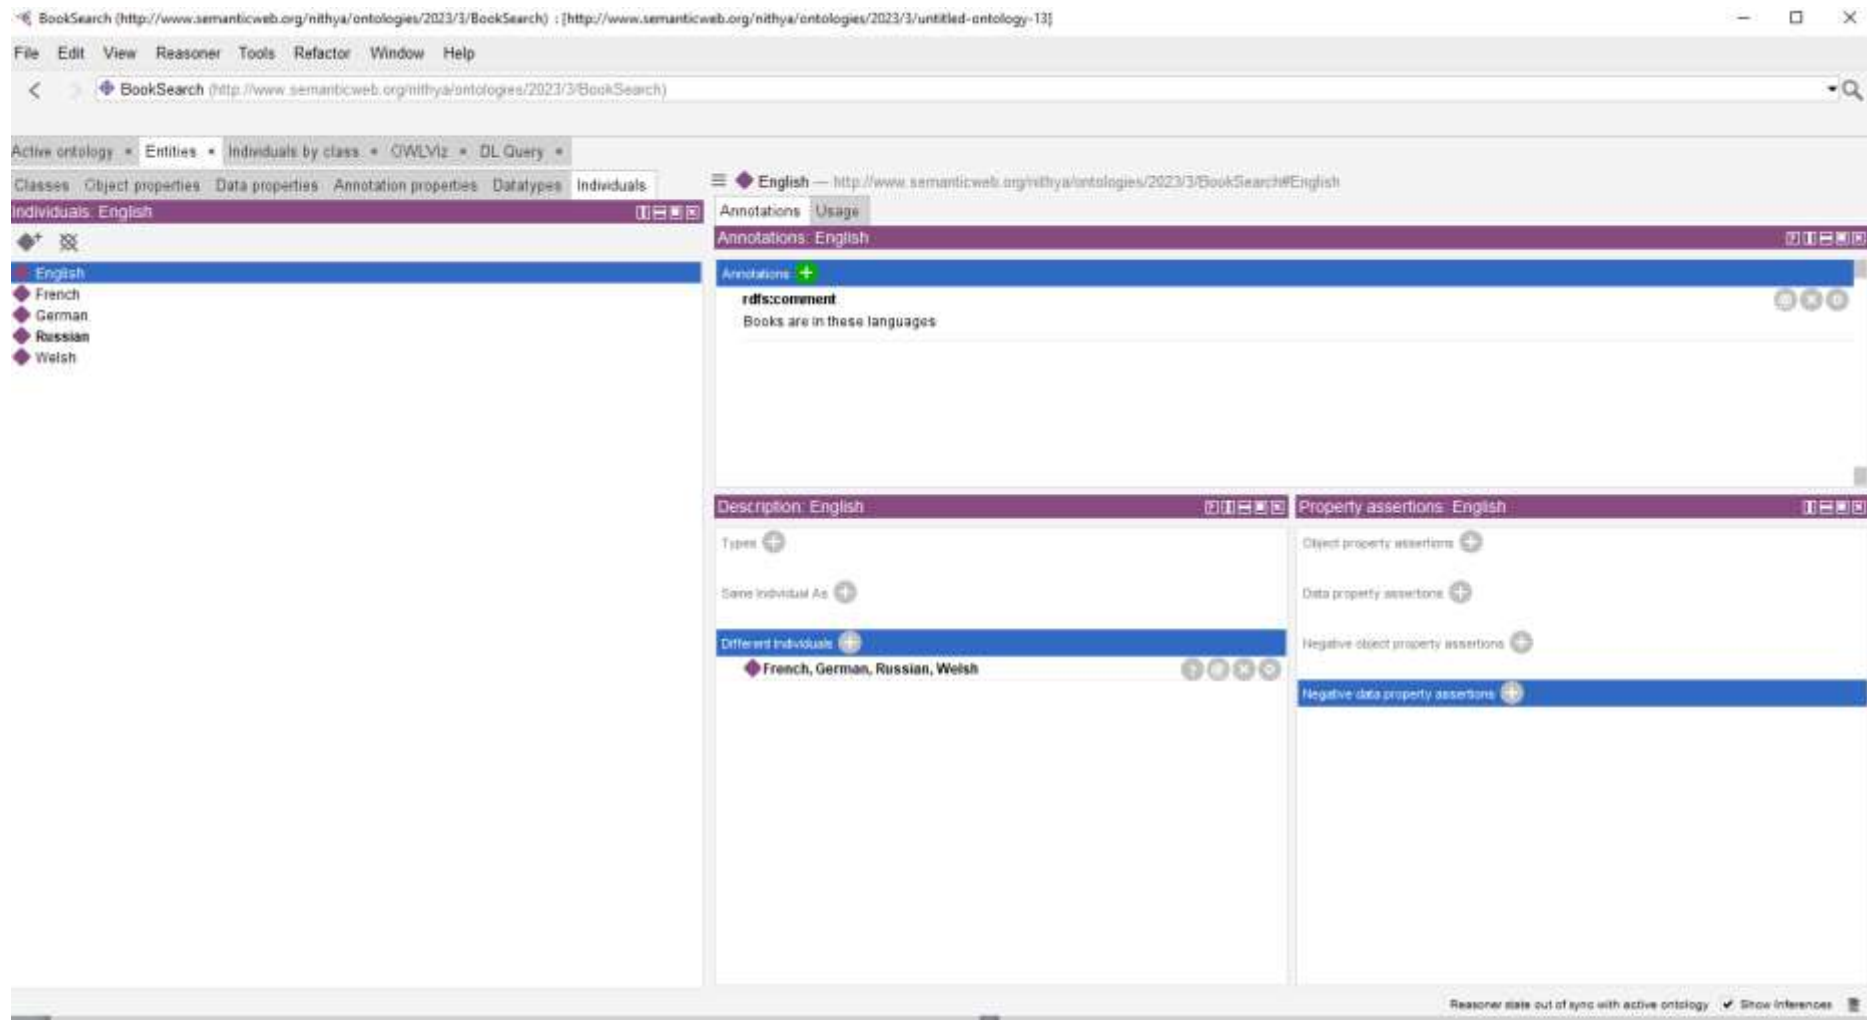 BookSearch (http://www.semanticweb.org/nithya/ontologies/2023/3/BookSearch) : [http://www.semanticweb.org/nithya/ontologies/2023/3/untitled-ontology-13]
File Edit View Reasoner Tools Refactor Window Help
BookSearch (http://www.semanticweb.org/nithya/ontologies/2023/3/BookSearch)
Active ontology Entities Individuals by class OWLViz DL Query
Classes Object properties Data properties Annotation properties Datatypes Individuals
Individuals: English
English
French
German
Russian
Welsh
English — http://www.semanticweb.org/nithya/ontologies/2023/3/BookSearch#English
Annotations Usage
Annotations: English
Annotations
rdfs:comment
Books are in these languages
Description: English
Types
Same Individual As
Different Individuals
French, German, Russian, Welsh
Property assertions: English
Object property assertions
Data property assertions
Negative object property assertions
Negative data property assertions
Reasoner state out of sync with active ontology Show Inferences